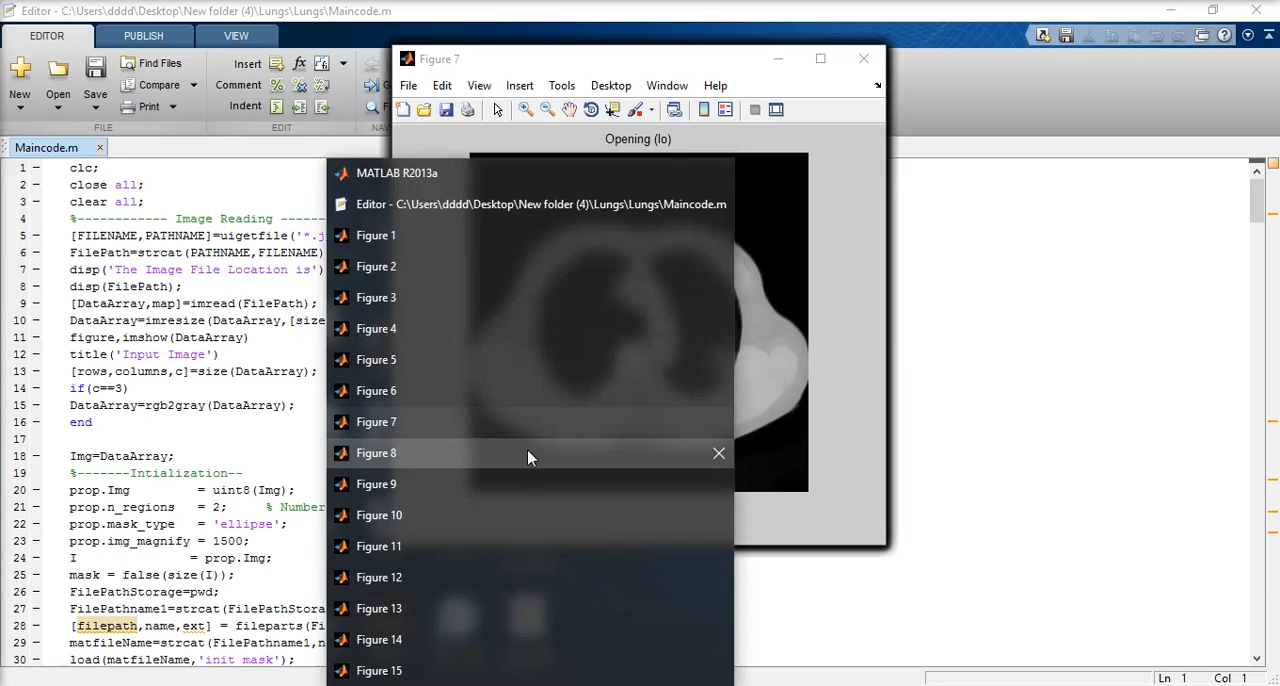 Editor - C:\Users\dddd\Desktop\New folder (4)\Lungs\Lungs\Maincode.m
EDITOR PUBLISH VIEW
New Open Save
Find Files
Compare
Print
FILE
Insert fx
Comment
Indent
EDIT
Figure 7
File Edit View Insert Tools Desktop Window Help
Opening (Io)
Maincode.m
1 – clc;
2 – close all;
3 – clear all;
4 %------------ Image Reading ------
5 – [FILENAME,PATHNAME]=uigetfile('*.j
6 – FilePath=strcat(PATHNAME,FILENAME)
7 – disp('The Image File Location is')
8 – disp(FilePath);
9 – [DataArray,map]=imread(FilePath);
10 – DataArray=imresize(DataArray,[size
11 – figure,imshow(DataArray)
12 – title('Input Image')
13 – [rows,columns,c]=size(DataArray);
14 – if(c==3)
15 – DataArray=rgb2gray(DataArray);
16 – end
17
18 – Img=DataArray;
19 %-------Intialization--
20 – prop.Img = uint8(Img);
21 – prop.n_regions = 2; % Number
22 – prop.mask_type = 'ellipse';
23 – prop.img_magnify = 1500;
24 – I = prop.Img;
25 – mask = false(size(I));
26 – FilePathStorage=pwd;
27 – FilePathname1=strcat(FilePathStora
28 – [filepath,name,ext] = fileparts(Fi
29 – matfileName=strcat(FilePathname1,n
30 – load(matfileName,'init_mask');
MATLAB R2013a
Editor - C:\Users\dddd\Desktop\New folder (4)\Lungs\Lungs\Maincode.m
Figure 1
Figure 2
Figure 3
Figure 4
Figure 5
Figure 6
Figure 7
Figure 8
Figure 9
Figure 10
Figure 11
Figure 12
Figure 13
Figure 14
Figure 15
Ln 1 Col 1